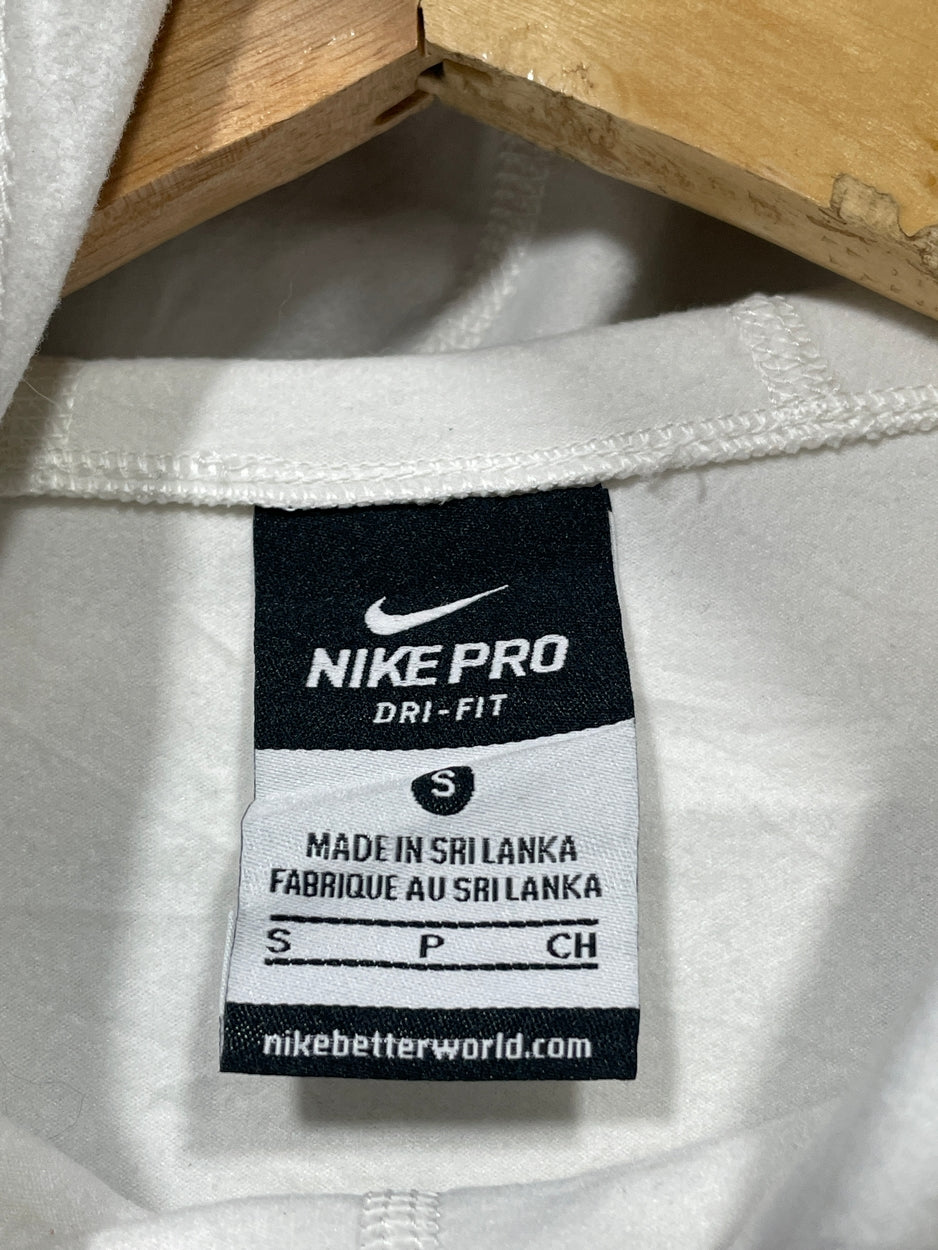 NIKE PRO
DRI-FIT
S
MADE IN SRI LANKA
FABRIQUE AU SRI LANKA
S P CH
nikebetterworld.com